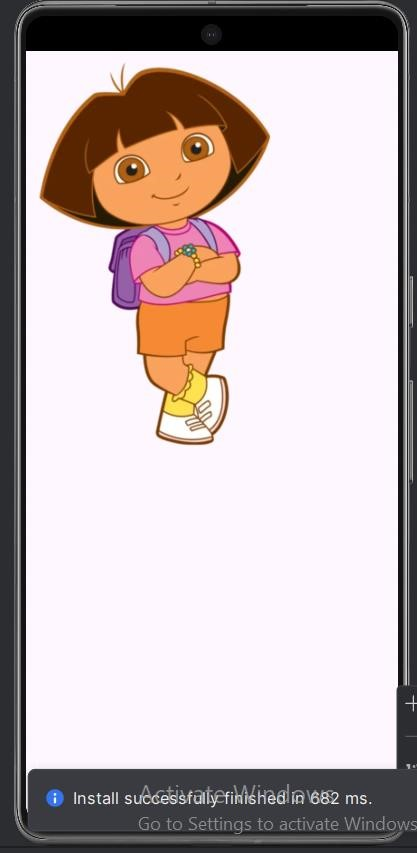 Install successfully finished in 682 ms.
Activate Windows
Go to Settings to activate Windows